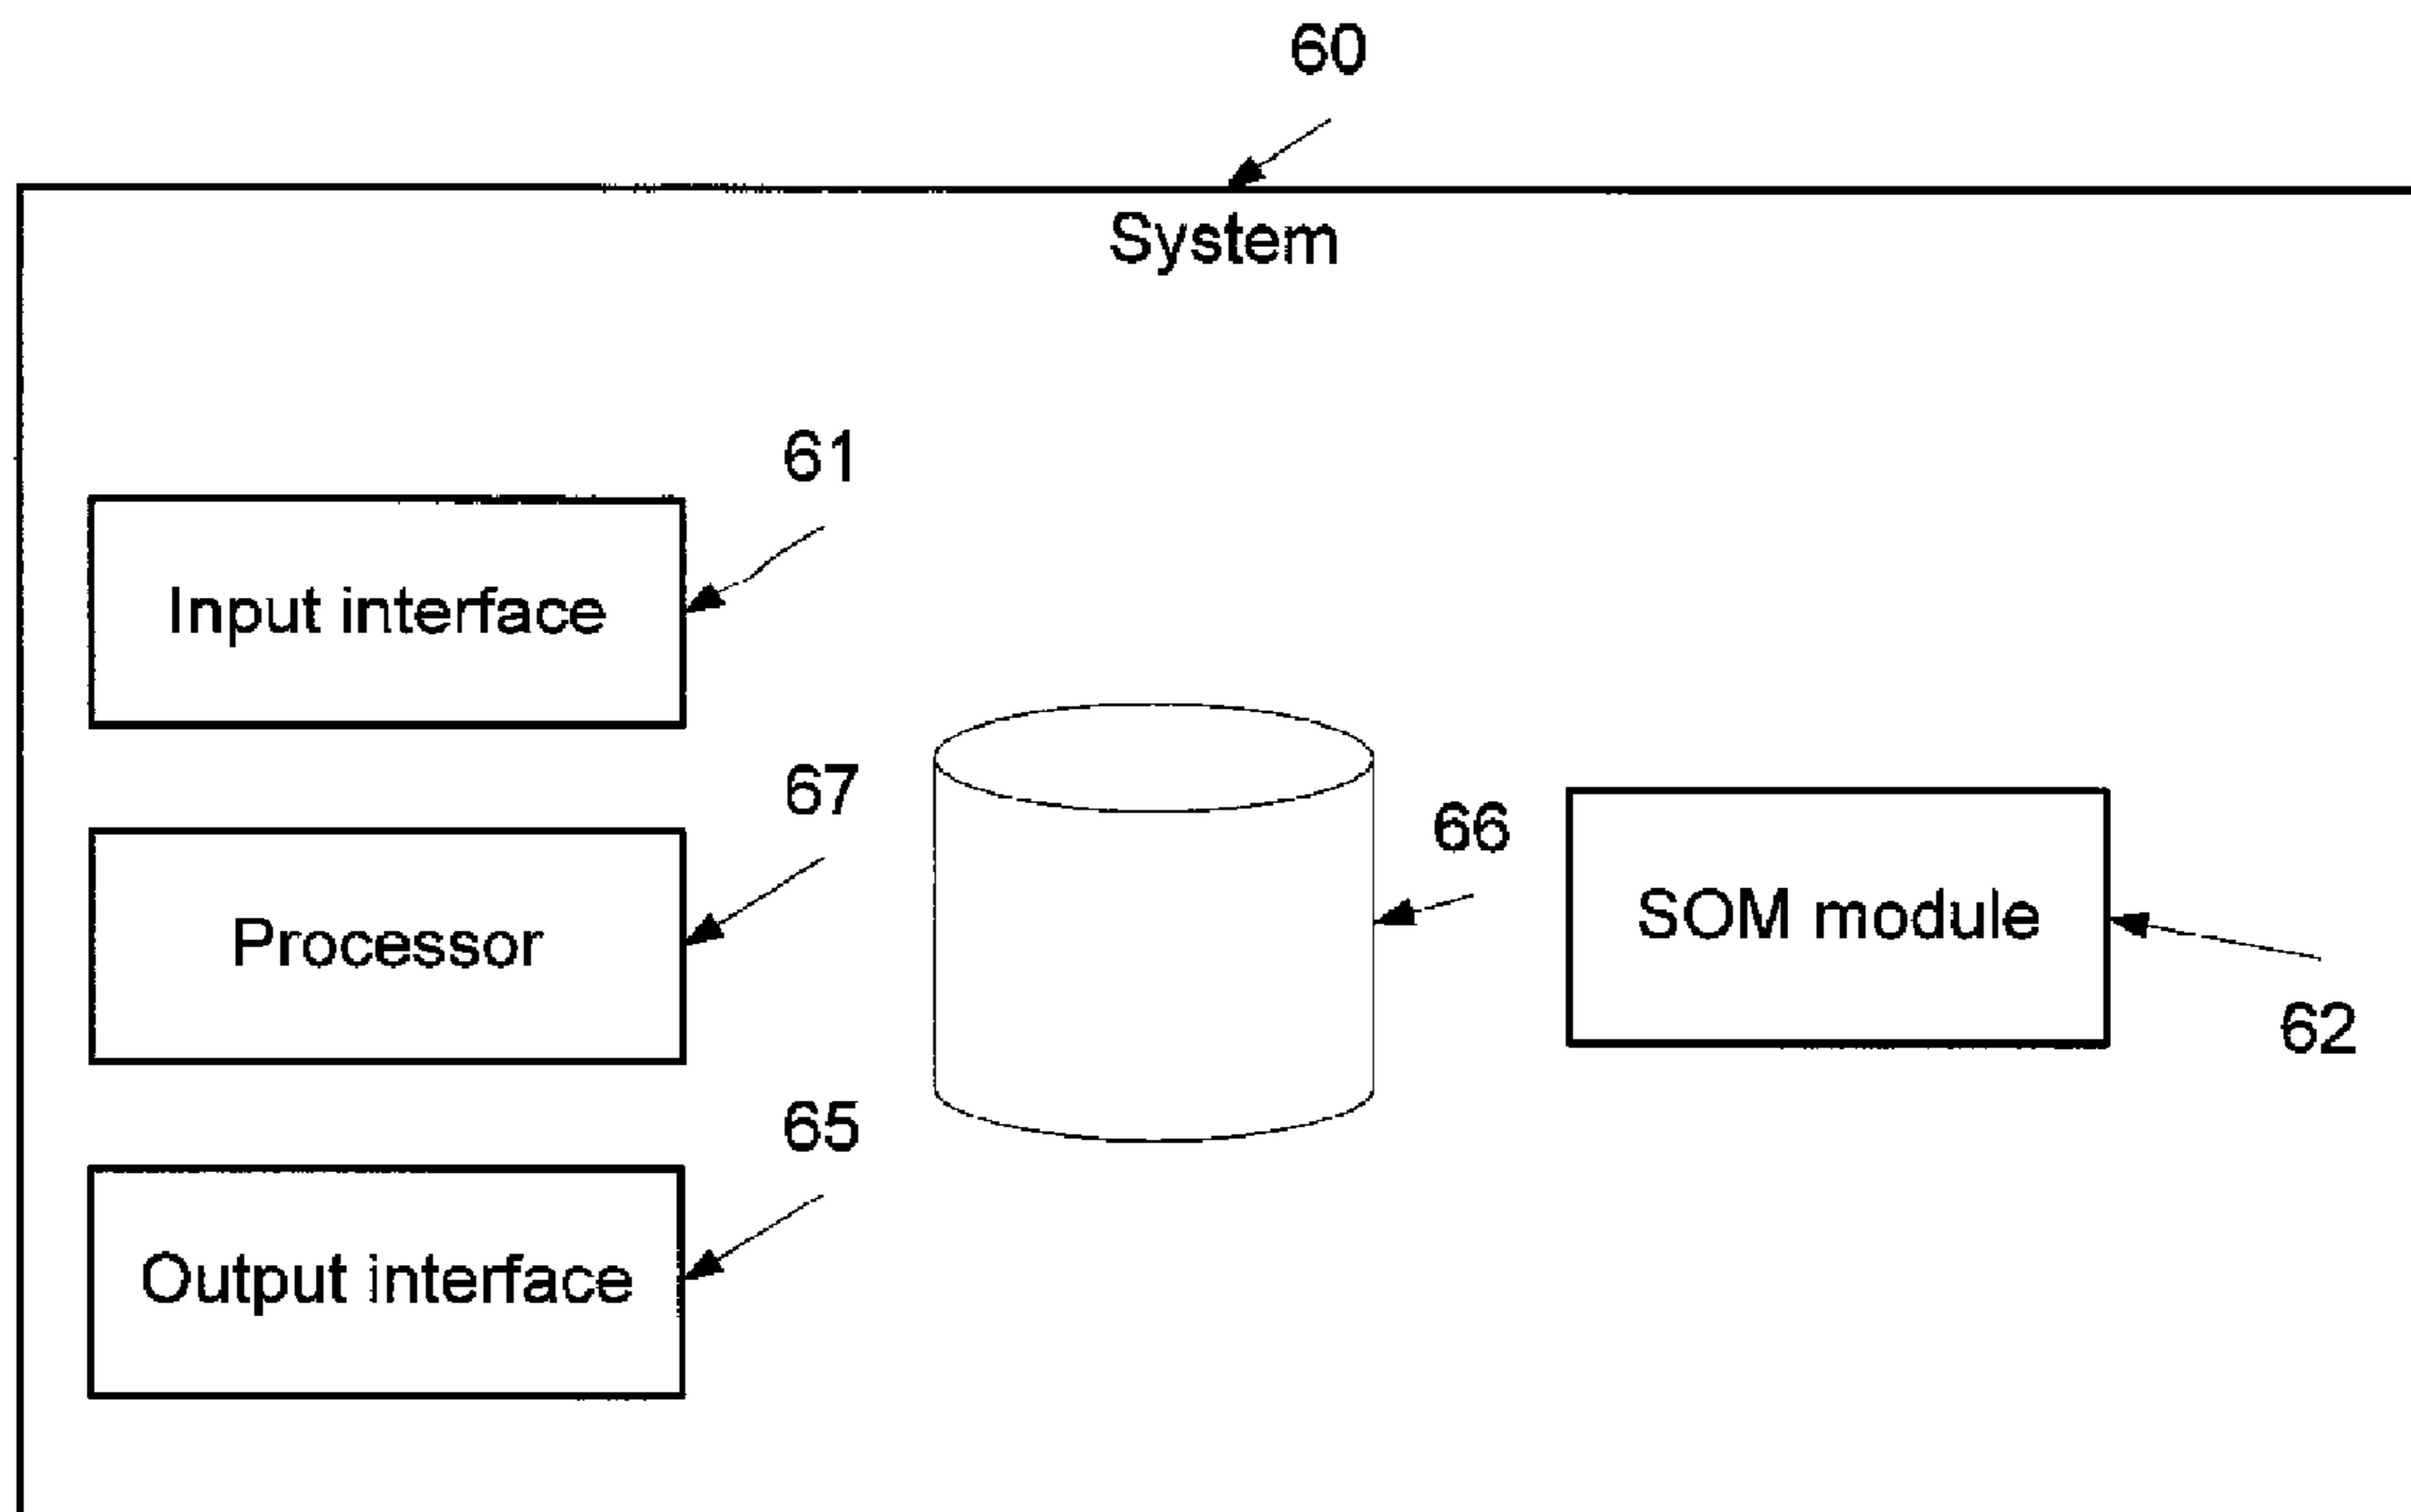 60
System
61
Input interface
67
66
Processor
SOM module
62
65
Output interface